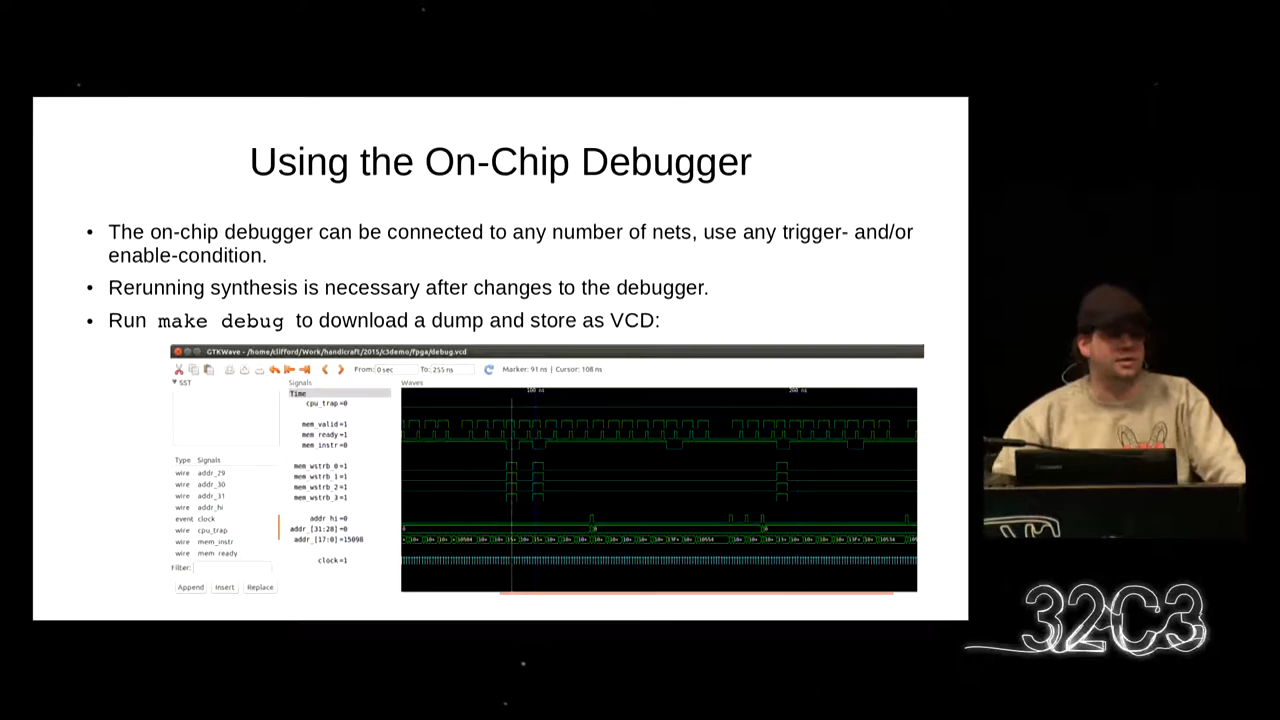 Using the On-Chip Debugger
• The on-chip debugger can be connected to any number of nets, use any trigger- and/or
enable-condition.
• Rerunning synthesis is necessary after changes to the debugger.
• Run make debug to download a dump and store as VCD:
GTKWave - /home/clifford/Work/handicraft/2015/c3demo/fpga/debug.vcd
From: 0 sec To: 255 ns Marker: 91 ns | Cursor: 108 ns
SST
Signals
Waves
Time
100 ns
200 ns
cpu_trap=0
mem_valid=1
mem_ready=1
mem_instr=0
mem_wstrb_0=1
mem_wstrb_1=1
mem_wstrb_2=1
mem_wstrb_3=1
addr_hi=0
addr_[31:28]=0
addr_[17:0]=15098
clock=1
Type Signals
wire addr_29
wire addr_30
wire addr_31
wire addr_hi
event clock
wire cpu_trap
wire mem_instr
wire mem_ready
Filter:
Append Insert Replace
32C3